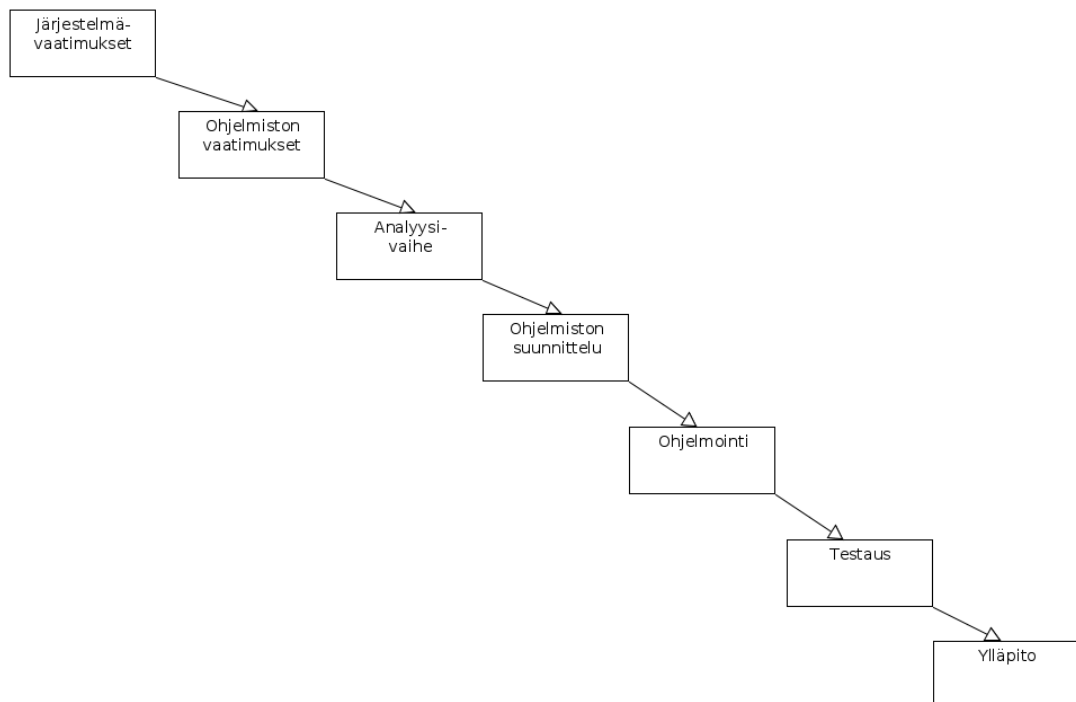 Järjestelmä-
vaatimukset
Ohjelmiston
vaatimukset
Analyysi-
vaihe
Ohjelmiston
suunnittelu
Ohjelmointi
Testaus
Ylläpito